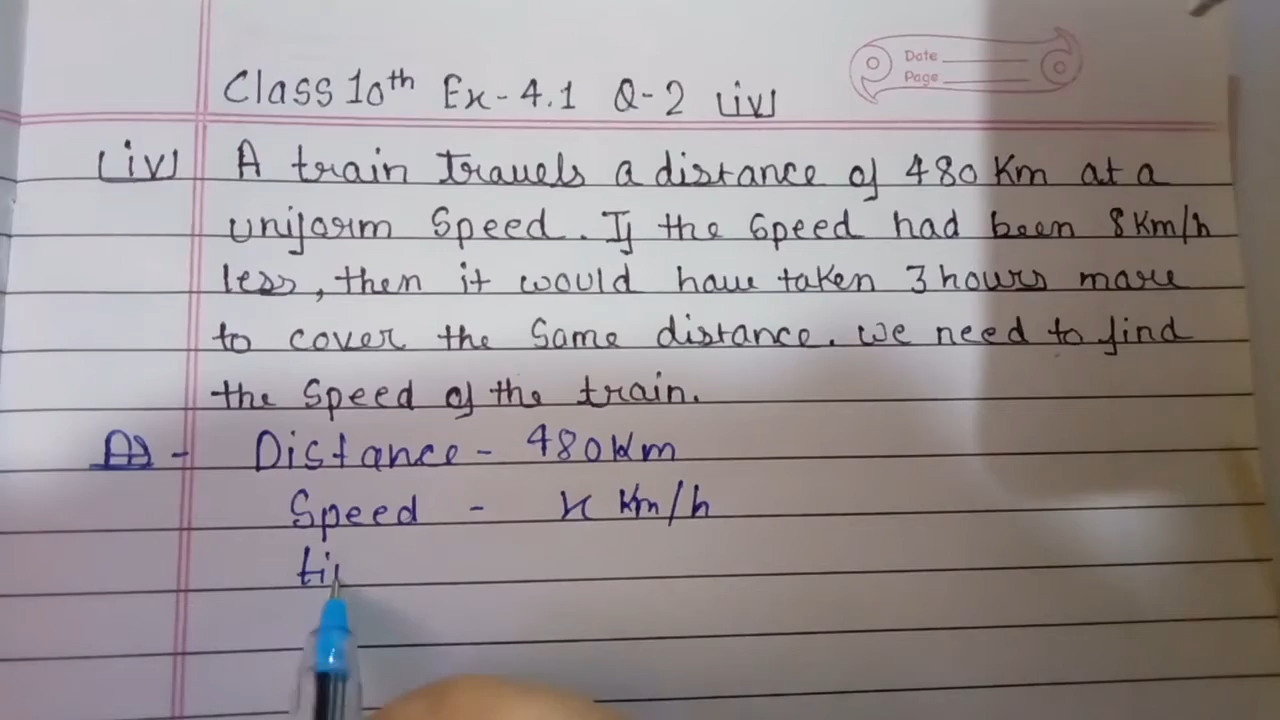 Date
Page
Class 10th Ex-4.1 Q-2 (iv)
(iv) A train travels a distance of 480 Km at a
uniform speed. If the speed had been 8 Km/h
less, then it would have taken 3 hours more
to cover the same distance. We need to find
the speed of the train.
Distance - 480 Km
Speed - x Km/h
ti